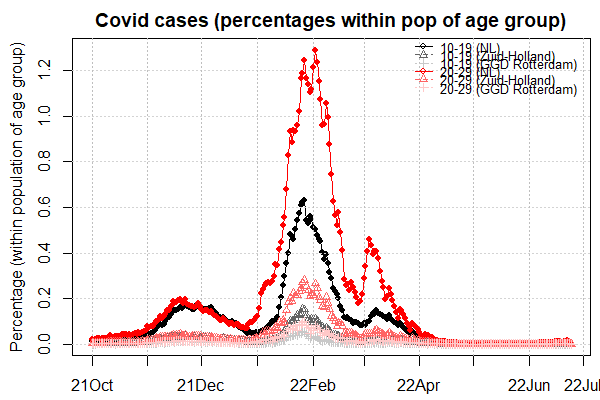 Covid cases (percentages within pop of age group)
10-19 (NL)
10-19 (Zuid-Holland)
10-19 (GGD Rotterdam)
20-29 (NL)
20-29 (Zuid-Holland)
20-29 (GGD Rotterdam)
Percentage (within population of age group)
1.2
1.0
0.8
0.6
0.4
0.2
0.0
21Oct
21Dec
22Feb
22Apr
22Jun
22Jul